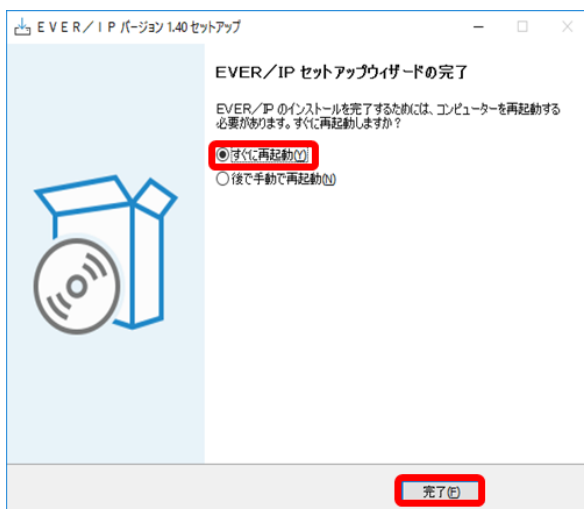 ＥＶＥＲ／ＩＰ バージョン 1.40 セットアップ
EVER／IP セットアップウィザードの完了
EVER／IP のインストールを完了するためには、コンピューターを再起動する
必要があります。すぐに再起動しますか？
すぐに再起動(Y)
後で手動で再起動(N)
完了(F)